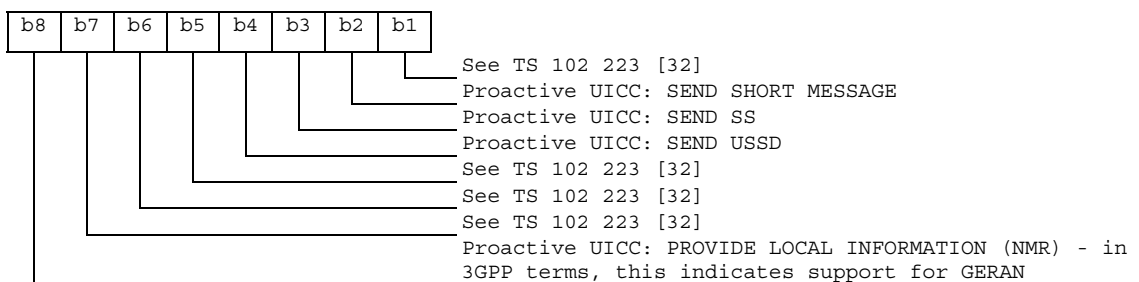 b8 b7 b6 b5 b4 b3 b2 b1
See TS 102 223 [32]
Proactive UICC: SEND SHORT MESSAGE
Proactive UICC: SEND SS
Proactive UICC: SEND USSD
See TS 102 223 [32]
See TS 102 223 [32]
See TS 102 223 [32]
Proactive UICC: PROVIDE LOCAL INFORMATION (NMR) - in
3GPP terms, this indicates support for GERAN